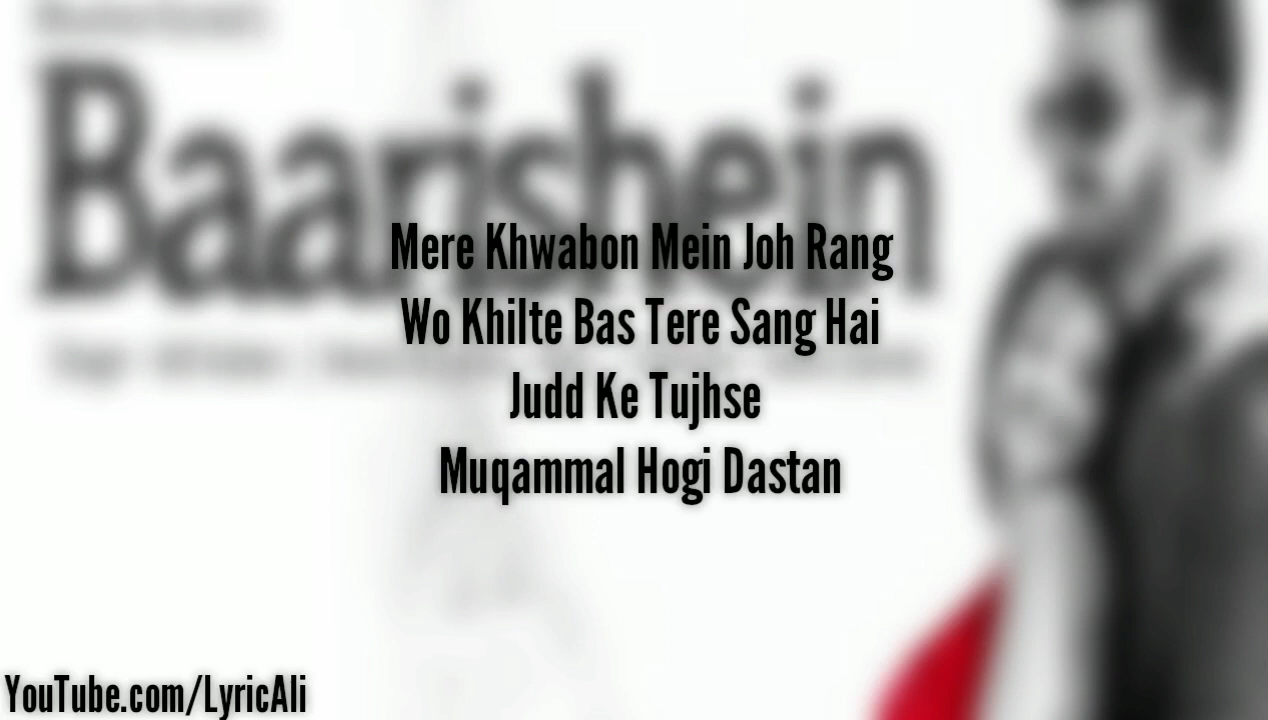 Baarishein
Mere Khwabon Mein Joh Rang
Wo Khilte Bas Tere Sang Hai
Judd Ke Tujhse
Muqammal Hogi Dastan
YouTube.com/LyricAli